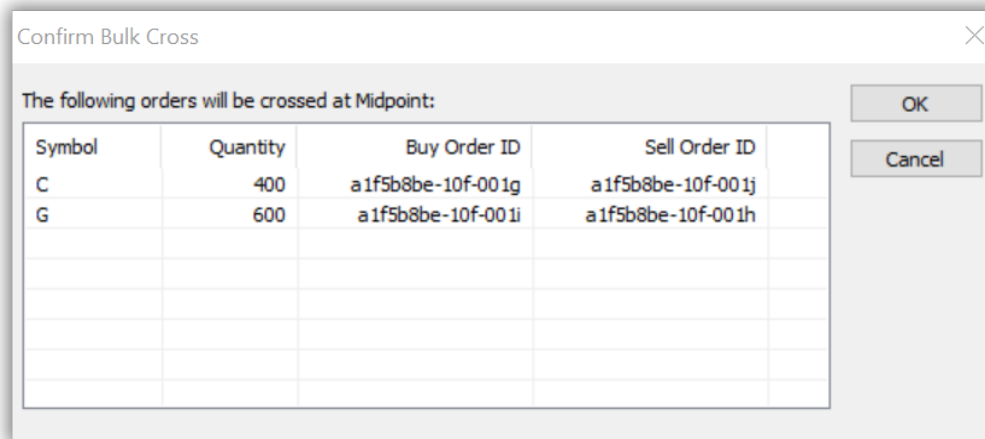 Confirm Bulk Cross
The following orders will be crossed at Midpoint:
OK
Cancel
Symbol Quantity Buy Order ID Sell Order ID
C 400 a1f5b8be-10f-001g a1f5b8be-10f-001j
G 600 a1f5b8be-10f-001i a1f5b8be-10f-001h